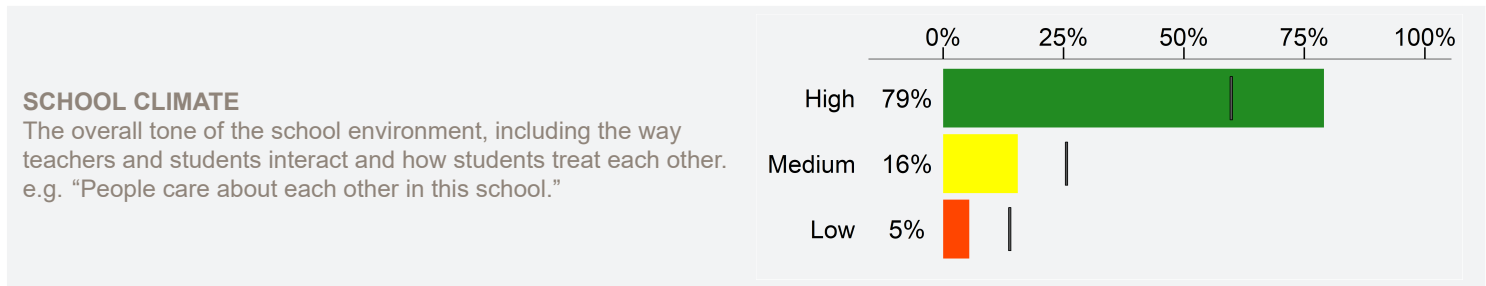 SCHOOL CLIMATE
The overall tone of the school environment, including the way
teachers and students interact and how students treat each other.
e.g. “People care about each other in this school.”
0% 25% 50% 75% 100%
High 79%
Medium 16%
Low 5%